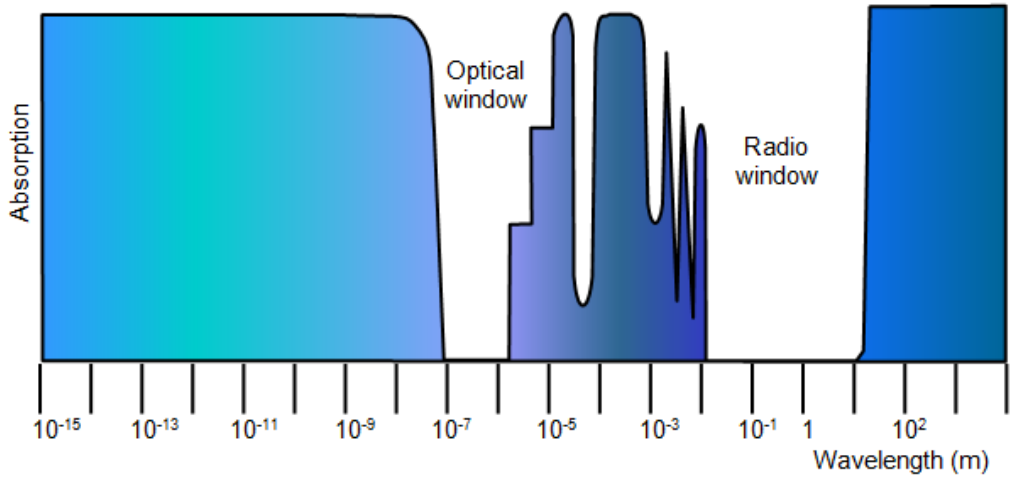 Optical
window
Absorption
Radio
window
10⁻¹⁵ 10⁻¹³ 10⁻¹¹ 10⁻⁹ 10⁻⁷ 10⁻⁵ 10⁻³ 10⁻¹ 1 10²
Wavelength (m)